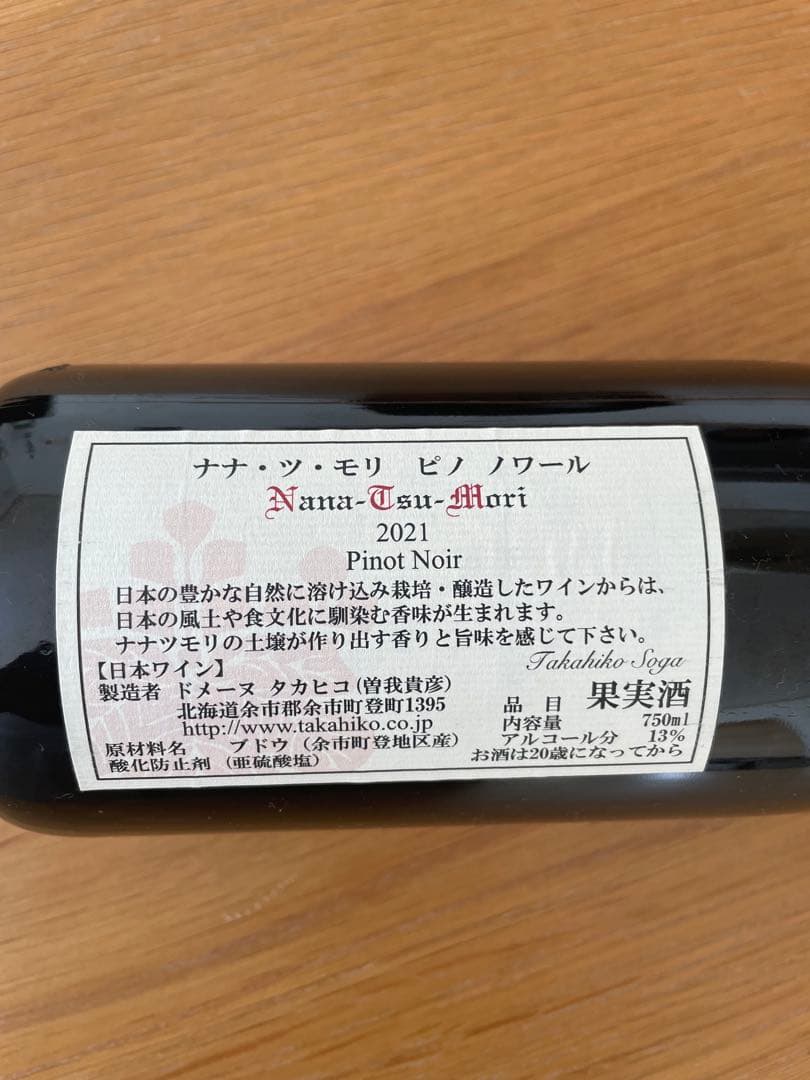 ナナ・ツ・モリ ピノ ノワール
Nana-Tsu-Mori
2021
Pinot Noir
日本の豊かな自然に溶け込み栽培・醸造したワインからは、
日本の風土や食文化に馴染む香味が生まれます。
ナナツモリの土壌が作り出す香りと旨味を感じて下さい。
Takahiko Soga
【日本ワイン】
製造者 ドメーヌ タカヒコ(曽我貴彦)
北海道余市郡余市町登町1395
http://www.takahiko.co.jp
原材料名 ブドウ（余市町登地区産）
酸化防止剤（亜硫酸塩）
品目 果実酒
内容量 750ml
アルコール分 13%
お酒は20歳になってから